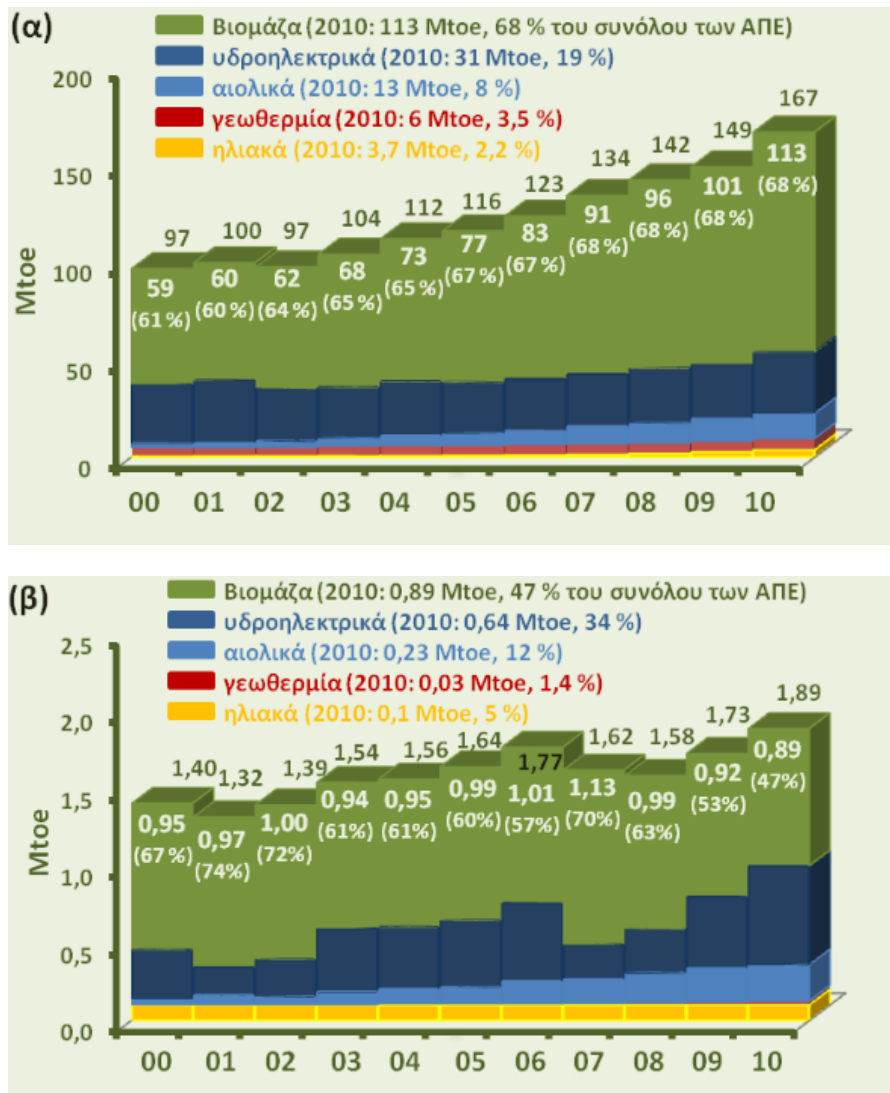 (α)
Βιομάζα (2010: 113 Mtoe, 68 % του συνόλου των ΑΠΕ)
υδροηλεκτρικά (2010: 31 Mtoe, 19 %)
αιολικά (2010: 13 Mtoe, 8 %)
γεωθερμία (2010: 6 Mtoe, 3,5 %)
ηλιακά (2010: 3,7 Mtoe, 2,2 %)
Mtoe
200
150
100
50
0
97 100 97 104 112 116 123 134 142 149 167
59 60 62 68 73 77 83 91 96 101 113
(61 %) (60 %) (64 %) (65 %) (65 %) (67 %) (67 %) (68 %) (68 %) (68 %) (68 %)
00 01 02 03 04 05 06 07 08 09 10
(β)
Βιομάζα (2010: 0,89 Mtoe, 47 % του συνόλου των ΑΠΕ)
υδροηλεκτρικά (2010: 0,64 Mtoe, 34 %)
αιολικά (2010: 0,23 Mtoe, 12 %)
γεωθερμία (2010: 0,03 Mtoe, 1,4 %)
ηλιακά (2010: 0,1 Mtoe, 5 %)
Mtoe
2,5
2,0
1,5
1,0
0,5
0,0
1,40 1,32 1,39 1,54 1,56 1,64 1,77 1,62 1,58 1,73 1,89
0,95 0,97 1,00 0,94 0,95 0,99 1,01 1,13 0,99 0,92 0,89
(67 %) (74%) (72%) (61%) (61%) (60%) (57%) (70%) (63%) (53%) (47%)
00 01 02 03 04 05 06 07 08 09 10